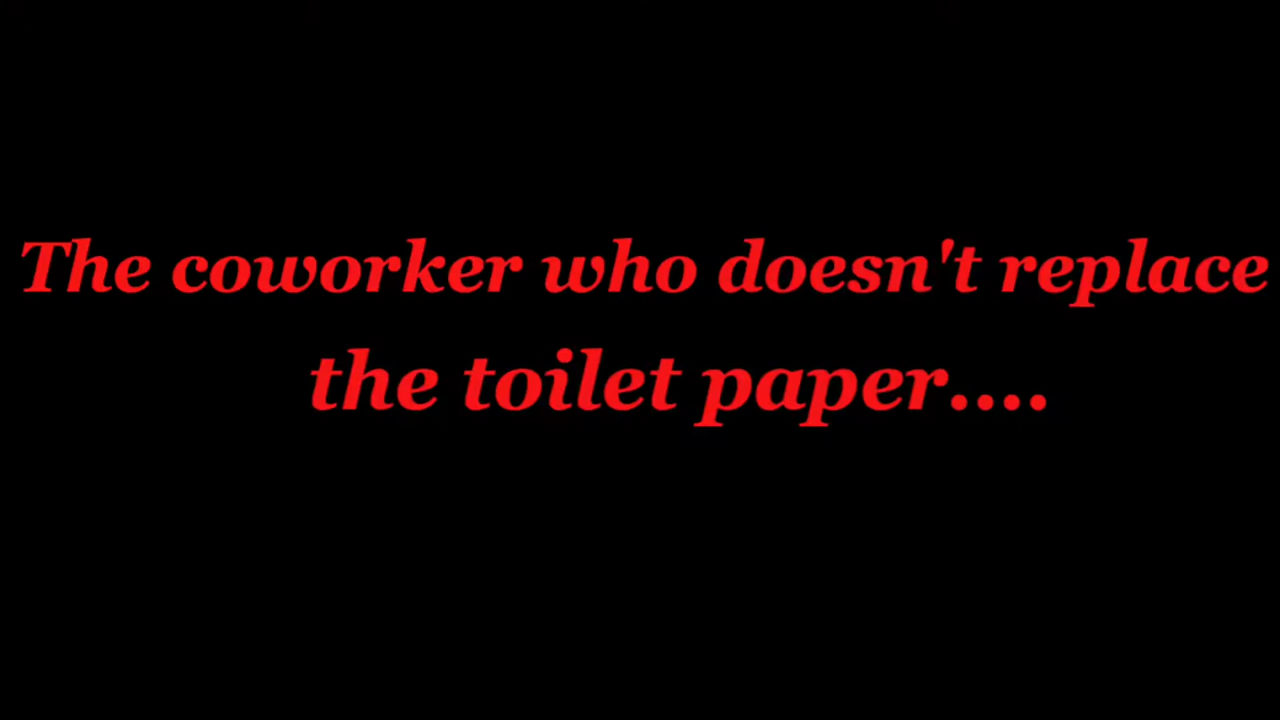 The coworker who doesn't replace
the toilet paper....